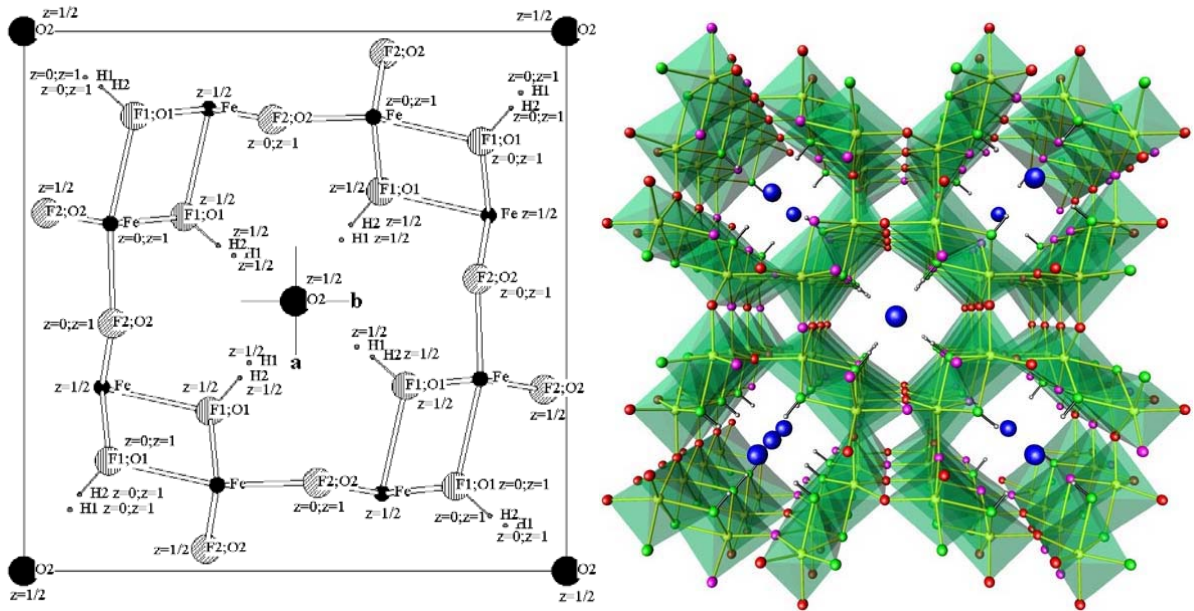 z=1/2
z=1/2
O2
O2
F2;O2
z=0;z=1
H1
z=0;z=1
H2
z=1/2
z=0;z=1
H1
H2
z=0;z=1
z=0;z=1
Fe
F1;O1
F2;O2
Fe
z=0;z=1
F1;O1
z=0;z=1
z=1/2
z=1/2
F1;O1
F2;O2
Fe
F1;O1
z=1/2
Fe
z=1/2
z=0;z=1
z=1/2
H2
H1
z=1/2
H2
H1
z=1/2
z=1/2
F2;O2
O2
b
z=0;z=1
z=0;z=1
F2;O2
z=1/2
a
z=1/2
H1
H2
z=1/2
z=1/2
H1
H2
z=1/2
z=1/2
Fe
z=1/2
F1;O1
Fe
F2;O2
F1;O1
z=1/2
z=1/2
z=0;z=1
F1;O1
Fe
F2;O2
Fe
F1;O1
z=0;z=1
H2
z=0;z=1
H1
z=0;z=1
z=0;z=1
z=1/2
z=0;z=1
H2
H1
z=0;z=1
z=1/2
F2;O2
O2
O2
z=1/2
z=1/2